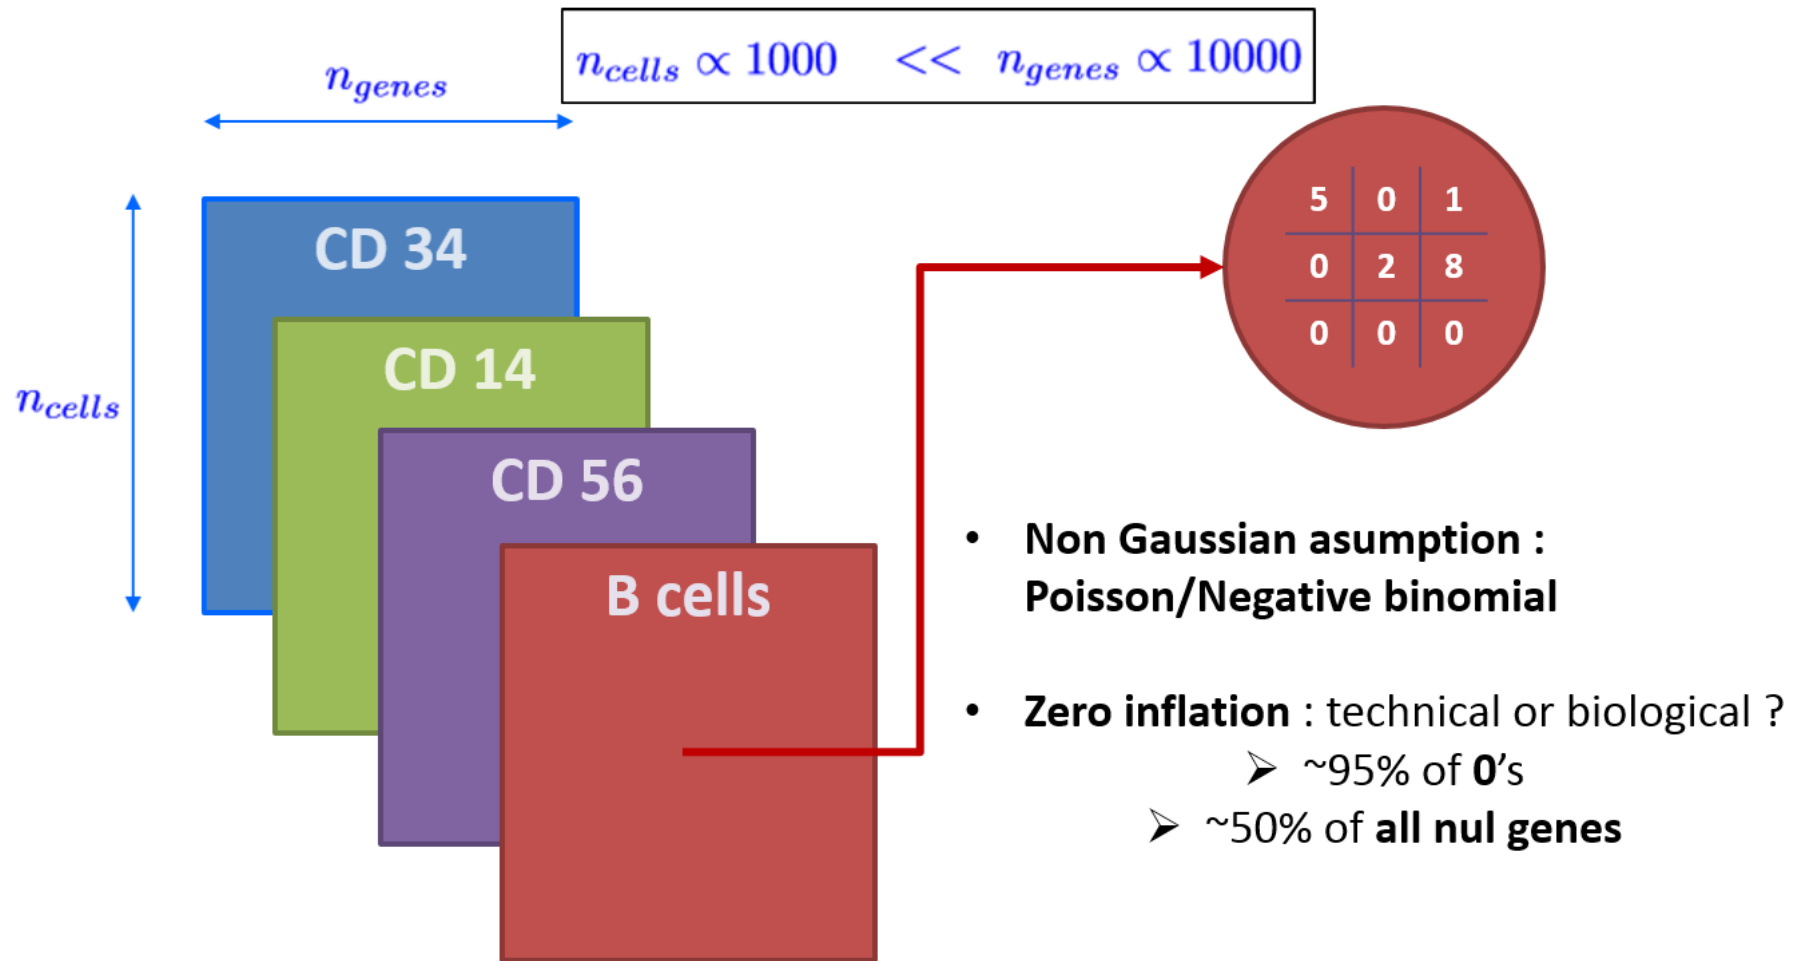 n_cells ∝ 1000 << n_genes ∝ 10000
n_genes
n_cells
CD 34
CD 14
CD 56
B cells
5 0 1
0 2 8
0 0 0
• Non Gaussian asumption :
Poisson/Negative binomial
• Zero inflation : technical or biological ?
➢ ~95% of 0's
➢ ~50% of all nul genes